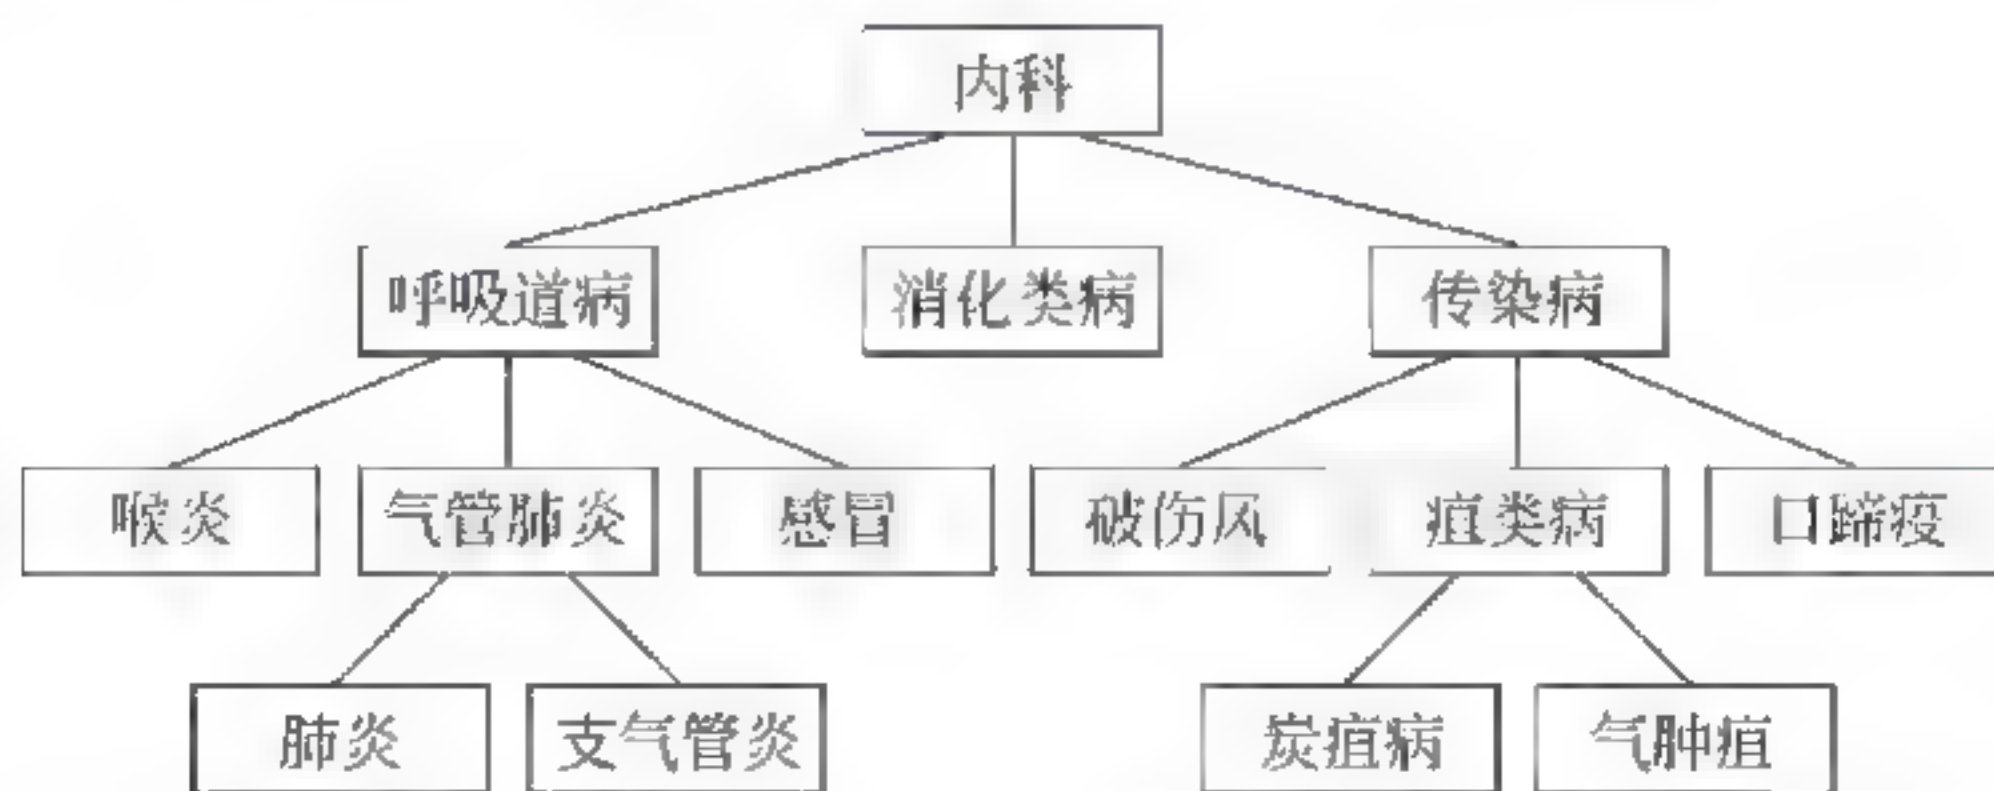 内科
呼吸道病 消化类病 传染病
喉炎 气管肺炎 感冒 破伤风 疽类病 口蹄疫
肺炎 支气管炎 炭疽病 气肿疽